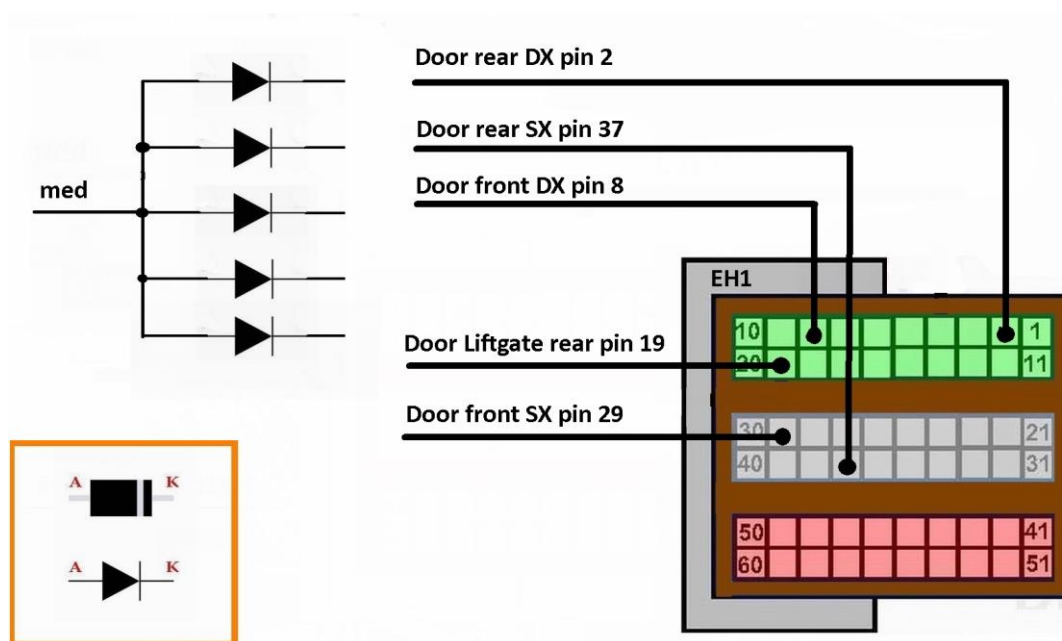 Door rear DX pin 2
Door rear SX pin 37
med
Door front DX pin 8
EH1
10 1
Door Liftgate rear pin 19
20 11
Door front SX pin 29
30 21
40 31
A K
50 41
A K
60 51